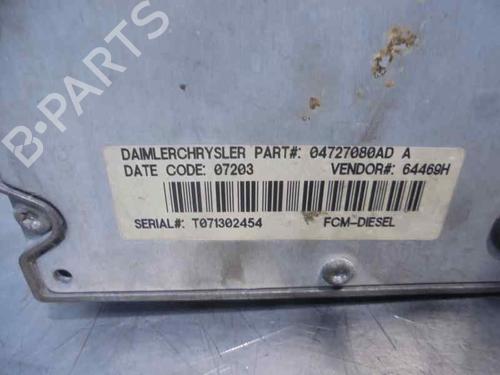 DAIMLERCHRYSLER PART#: 04727080AD A
DATE CODE: 07203 VENDOR#: 64469H
SERIAL#: T071302454 FCM-DIESEL
B-PARTS